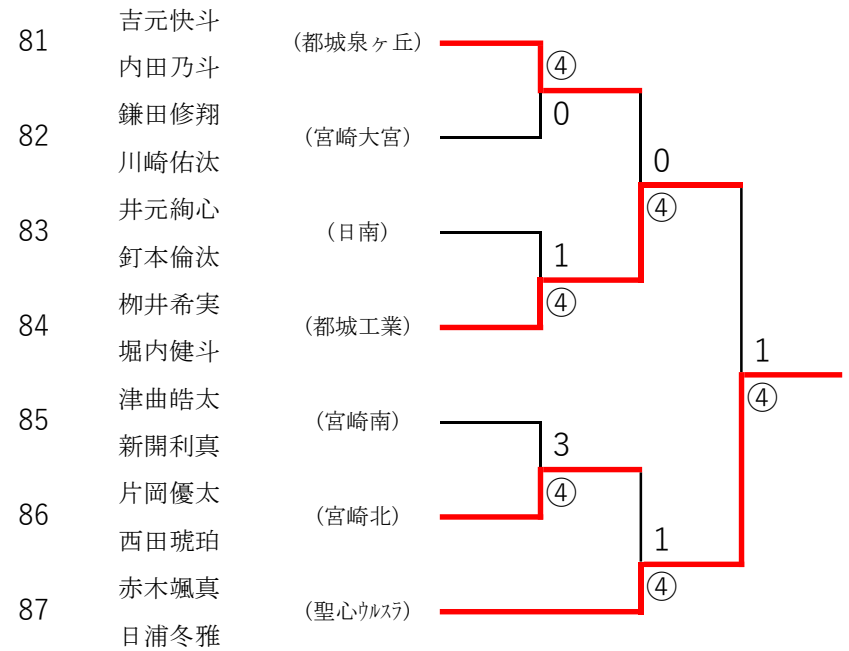 吉元快斗
81 (都城泉ヶ丘)
内田乃斗 ④
鎌田修翔 0
82 (宮崎大宮)
川崎佑汰 0
井元絢心 ④
83 (日南)
釘本倫汰 1
栁井希実 ④
84 (都城工業)
堀内健斗 1
津曲皓太 ④
85 (宮崎南)
新開利真 3
片岡優太 ④
86 (宮崎北)
西田琥珀 1
赤木颯真 ④
87 (聖心ウルスラ)
日浦冬雅